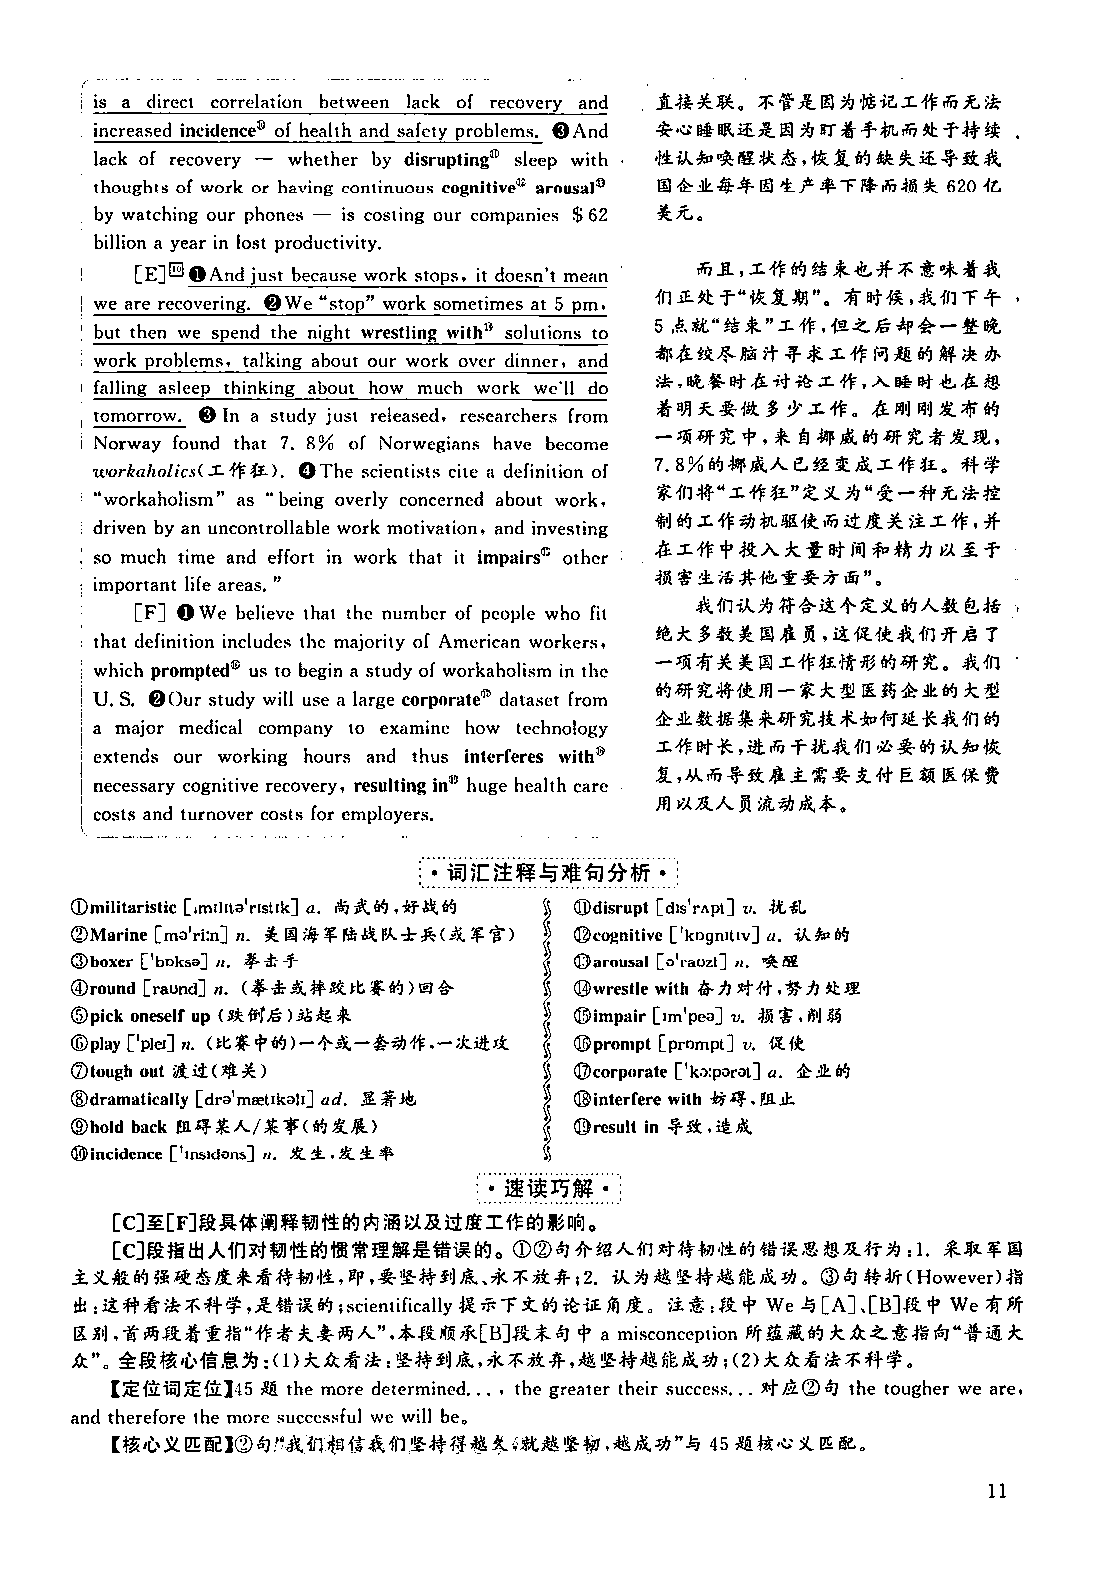 is a direct correlation between lack of recovery and
increased incidence⑩ of health and safety problems. ❸And
lack of recovery — whether by disrupting⑪ sleep with
thoughts of work or having continuous cognitive⑫ arousal⑬
by watching our phones — is costing our companies $62
billion a year in lost productivity.
[E]⑩❶And just because work stops, it doesn't mean
we are recovering. ❷We "stop" work sometimes at 5 pm,
but then we spend the night wrestling with⑭ solutions to
work problems, talking about our work over dinner, and
falling asleep thinking about how much work we'll do
tomorrow. ❸In a study just released, researchers from
Norway found that 7. 8% of Norwegians have become
workaholics(工作狂). ❹The scientists cite a definition of
"workaholism" as "being overly concerned about work,
driven by an uncontrollable work motivation, and investing
so much time and effort in work that it impairs⑮ other
important life areas."
[F] ❶We believe that the number of people who fit
that definition includes the majority of American workers,
which prompted⑯ us to begin a study of workaholism in the
U. S. ❷Our study will use a large corporate⑰ dataset from
a major medical company to examine how technology
extends our working hours and thus interferes with⑱
necessary cognitive recovery, resulting in⑲ huge health care
costs and turnover costs for employers.
直接关联。不管是因为惦记工作而无法
安心睡眠还是因为盯着手机而处于持续
性认知唤醒状态,恢复的缺失还导致我
国企业每年因生产率下降而损失 620 亿
美元。
而且,工作的结束也并不意味着我
们正处于“恢复期”。有时候,我们下午
5 点就“结束”工作,但之后却会一整晚
都在绞尽脑汁寻求工作问题的解决办
法,晚餐时在讨论工作,入睡时也在想
着明天要做多少工作。在刚刚发布的
一项研究中,来自挪威的研究者发现,
7.8%的挪威人已经变成工作狂。科学
家们将“工作狂”定义为“受一种无法控
制的工作动机驱使而过度关注工作,并
在工作中投入大量时间和精力以至于
损害生活其他重要方面”。
我们认为符合这个定义的人数包括
绝大多数美国雇员,这促使我们开启了
一项有关美国工作狂情形的研究。我们
的研究将使用一家大型医药企业的大型
企业数据集来研究技术如何延长我们的
工作时长,进而干扰我们必要的认知恢
复,从而导致雇主需要支付巨额医保费
用以及人员流动成本。
·词汇注释与难句分析·
①militaristic [ˌmɪlɪtəˈrɪstɪk] a. 尚武的,好战的
②Marine [məˈriːn] n. 美国海军陆战队士兵(或军官)
③boxer [ˈbɒksə] n. 拳击手
④round [raʊnd] n. (拳击或摔跤比赛的)回合
⑤pick oneself up (跌倒后)站起来
⑥play [ˈpleɪ] n. (比赛中的)一个或一套动作,一次进攻
⑦tough out 渡过(难关)
⑧dramatically [drəˈmætɪkəlɪ] ad. 显著地
⑨hold back 阻碍某人/某事(的发展)
⑩incidence [ˈɪnsɪdəns] n. 发生,发生率
⑪disrupt [dɪsˈrʌpt] v. 扰乱
⑫cognitive [ˈkɒɡnɪtɪv] a. 认知的
⑬arousal [əˈraʊzl] n. 唤醒
⑭wrestle with 奋力对付,努力处理
⑮impair [ɪmˈpeə] v. 损害,削弱
⑯prompt [prɒmpt] v. 促使
⑰corporate [ˈkɔːpərət] a. 企业的
⑱interfere with 妨碍,阻止
⑲result in 导致,造成
·速读巧解·
[C]至[F]段具体阐释韧性的内涵以及过度工作的影响。
[C]段指出人们对韧性的惯常理解是错误的。①②句介绍人们对待韧性的错误思想及行为:1. 采取军国
主义般的强硬态度来看待韧性,即,要坚持到底、永不放弃;2. 认为越坚持越能成功。③句转折(However)指
出:这种看法不科学,是错误的;scientifically 提示下文的论证角度。注意:段中 We 与[A]、[B]段中 We 有所
区别,首两段着重指“作者夫妻两人”,本段顺承[B]段末句中 a misconception 所蕴藏的大众之意指向“普通大
众”。全段核心信息为:(1)大众看法:坚持到底,永不放弃,越坚持越能成功;(2)大众看法不科学。
【定位词定位】45 题 the more determined..., the greater their success... 对应②句 the tougher we are,
and therefore the more successful we will be。
【核心义匹配】②句“我们相信我们坚持得越久,就越坚韧,越成功”与 45 题核心义匹配。
11